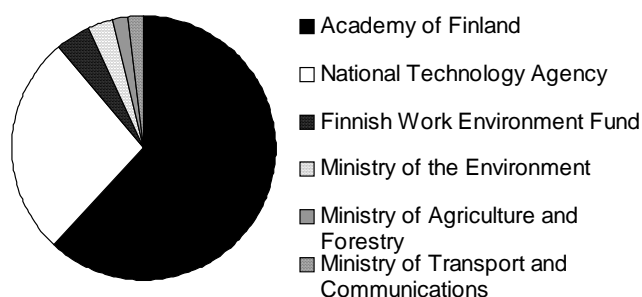 Academy of Finland
National Technology Agency
Finnish Work Environment Fund
Ministry of the Environment
Ministry of Agriculture and
Forestry
Ministry of Transport and
Communications